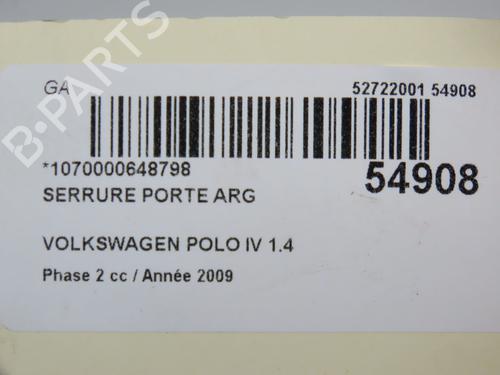 GA
52722001 54908
*1070000648798
54908
SERRURE PORTE ARG
VOLKSWAGEN POLO IV 1.4
Phase 2 cc / Année 2009
B-PARTS